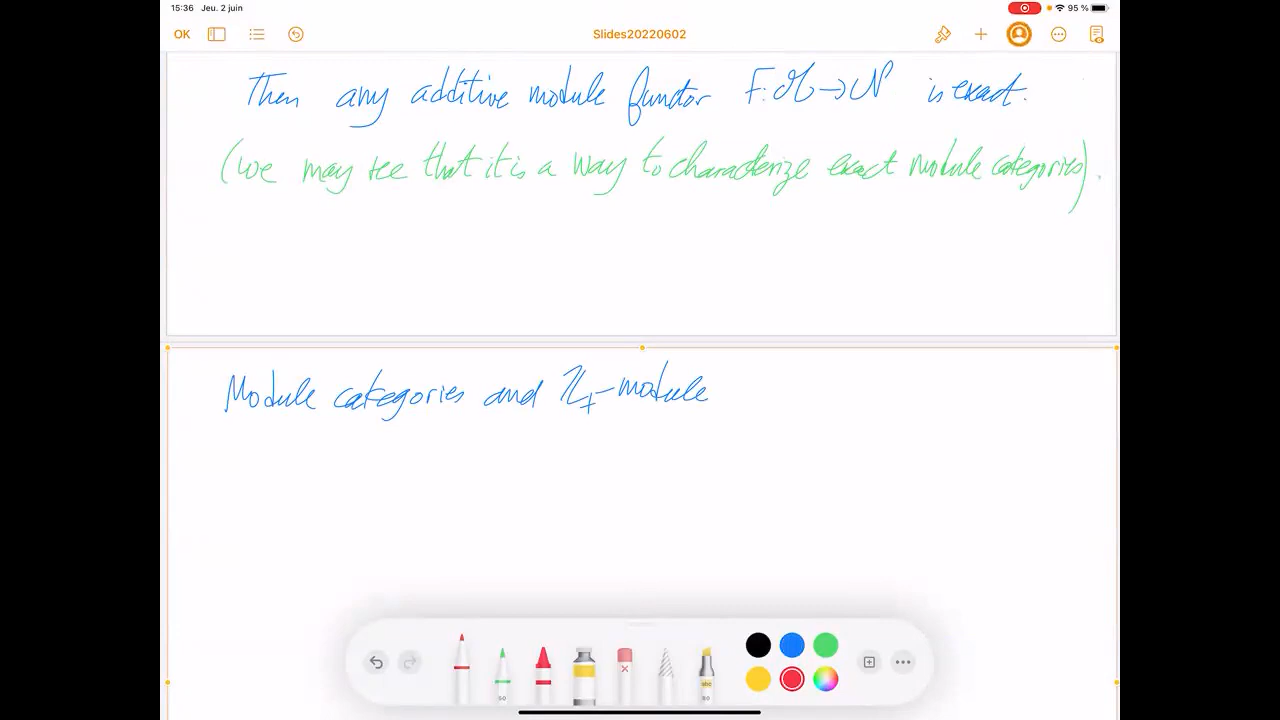 15:36 Jeu. 2 juin 95 %
OK Slides20220602
Then any additive module functor F: M → N is exact.
(we may see that it is a way to characterize exact module categories).
Module categories and ℤ₊-module